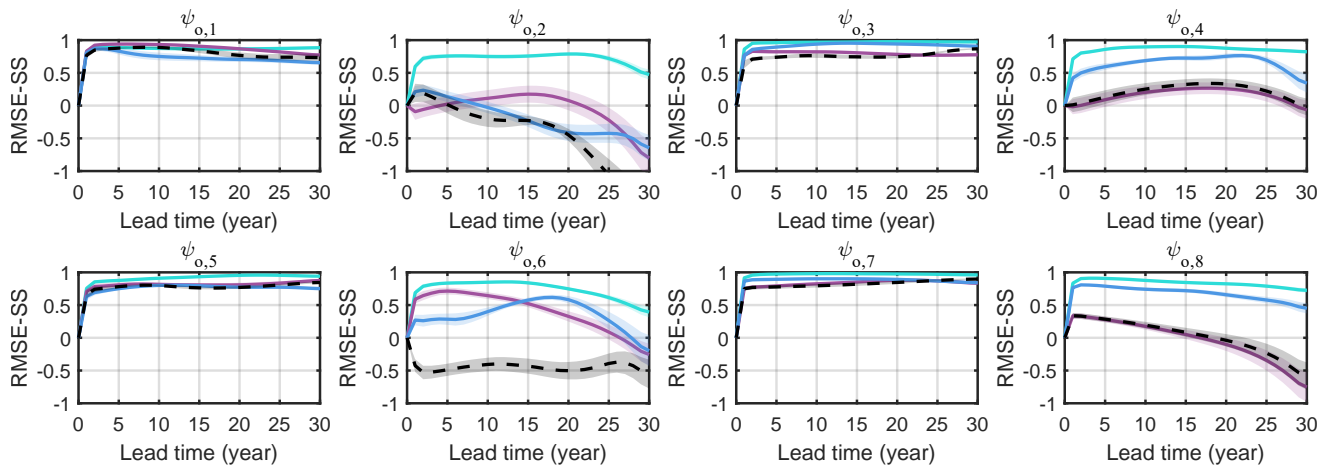 ψo,1 ψo,2 ψo,3 ψo,4
1 1 1 1
0.5 0.5 0.5 0.5
0 0 0 0
-0.5 -0.5 -0.5 -0.5
-1 -1 -1 -1
RMSE-SS RMSE-SS RMSE-SS RMSE-SS
0 5 10 15 20 25 30 0 5 10 15 20 25 30 0 5 10 15 20 25 30 0 5 10 15 20 25 30
Lead time (year) Lead time (year) Lead time (year) Lead time (year)
ψo,5 ψo,6 ψo,7 ψo,8
1 1 1 1
0.5 0.5 0.5 0.5
0 0 0 0
-0.5 -0.5 -0.5 -0.5
-1 -1 -1 -1
RMSE-SS RMSE-SS RMSE-SS RMSE-SS
0 5 10 15 20 25 30 0 5 10 15 20 25 30 0 5 10 15 20 25 30 0 5 10 15 20 25 30
Lead time (year) Lead time (year) Lead time (year) Lead time (year)